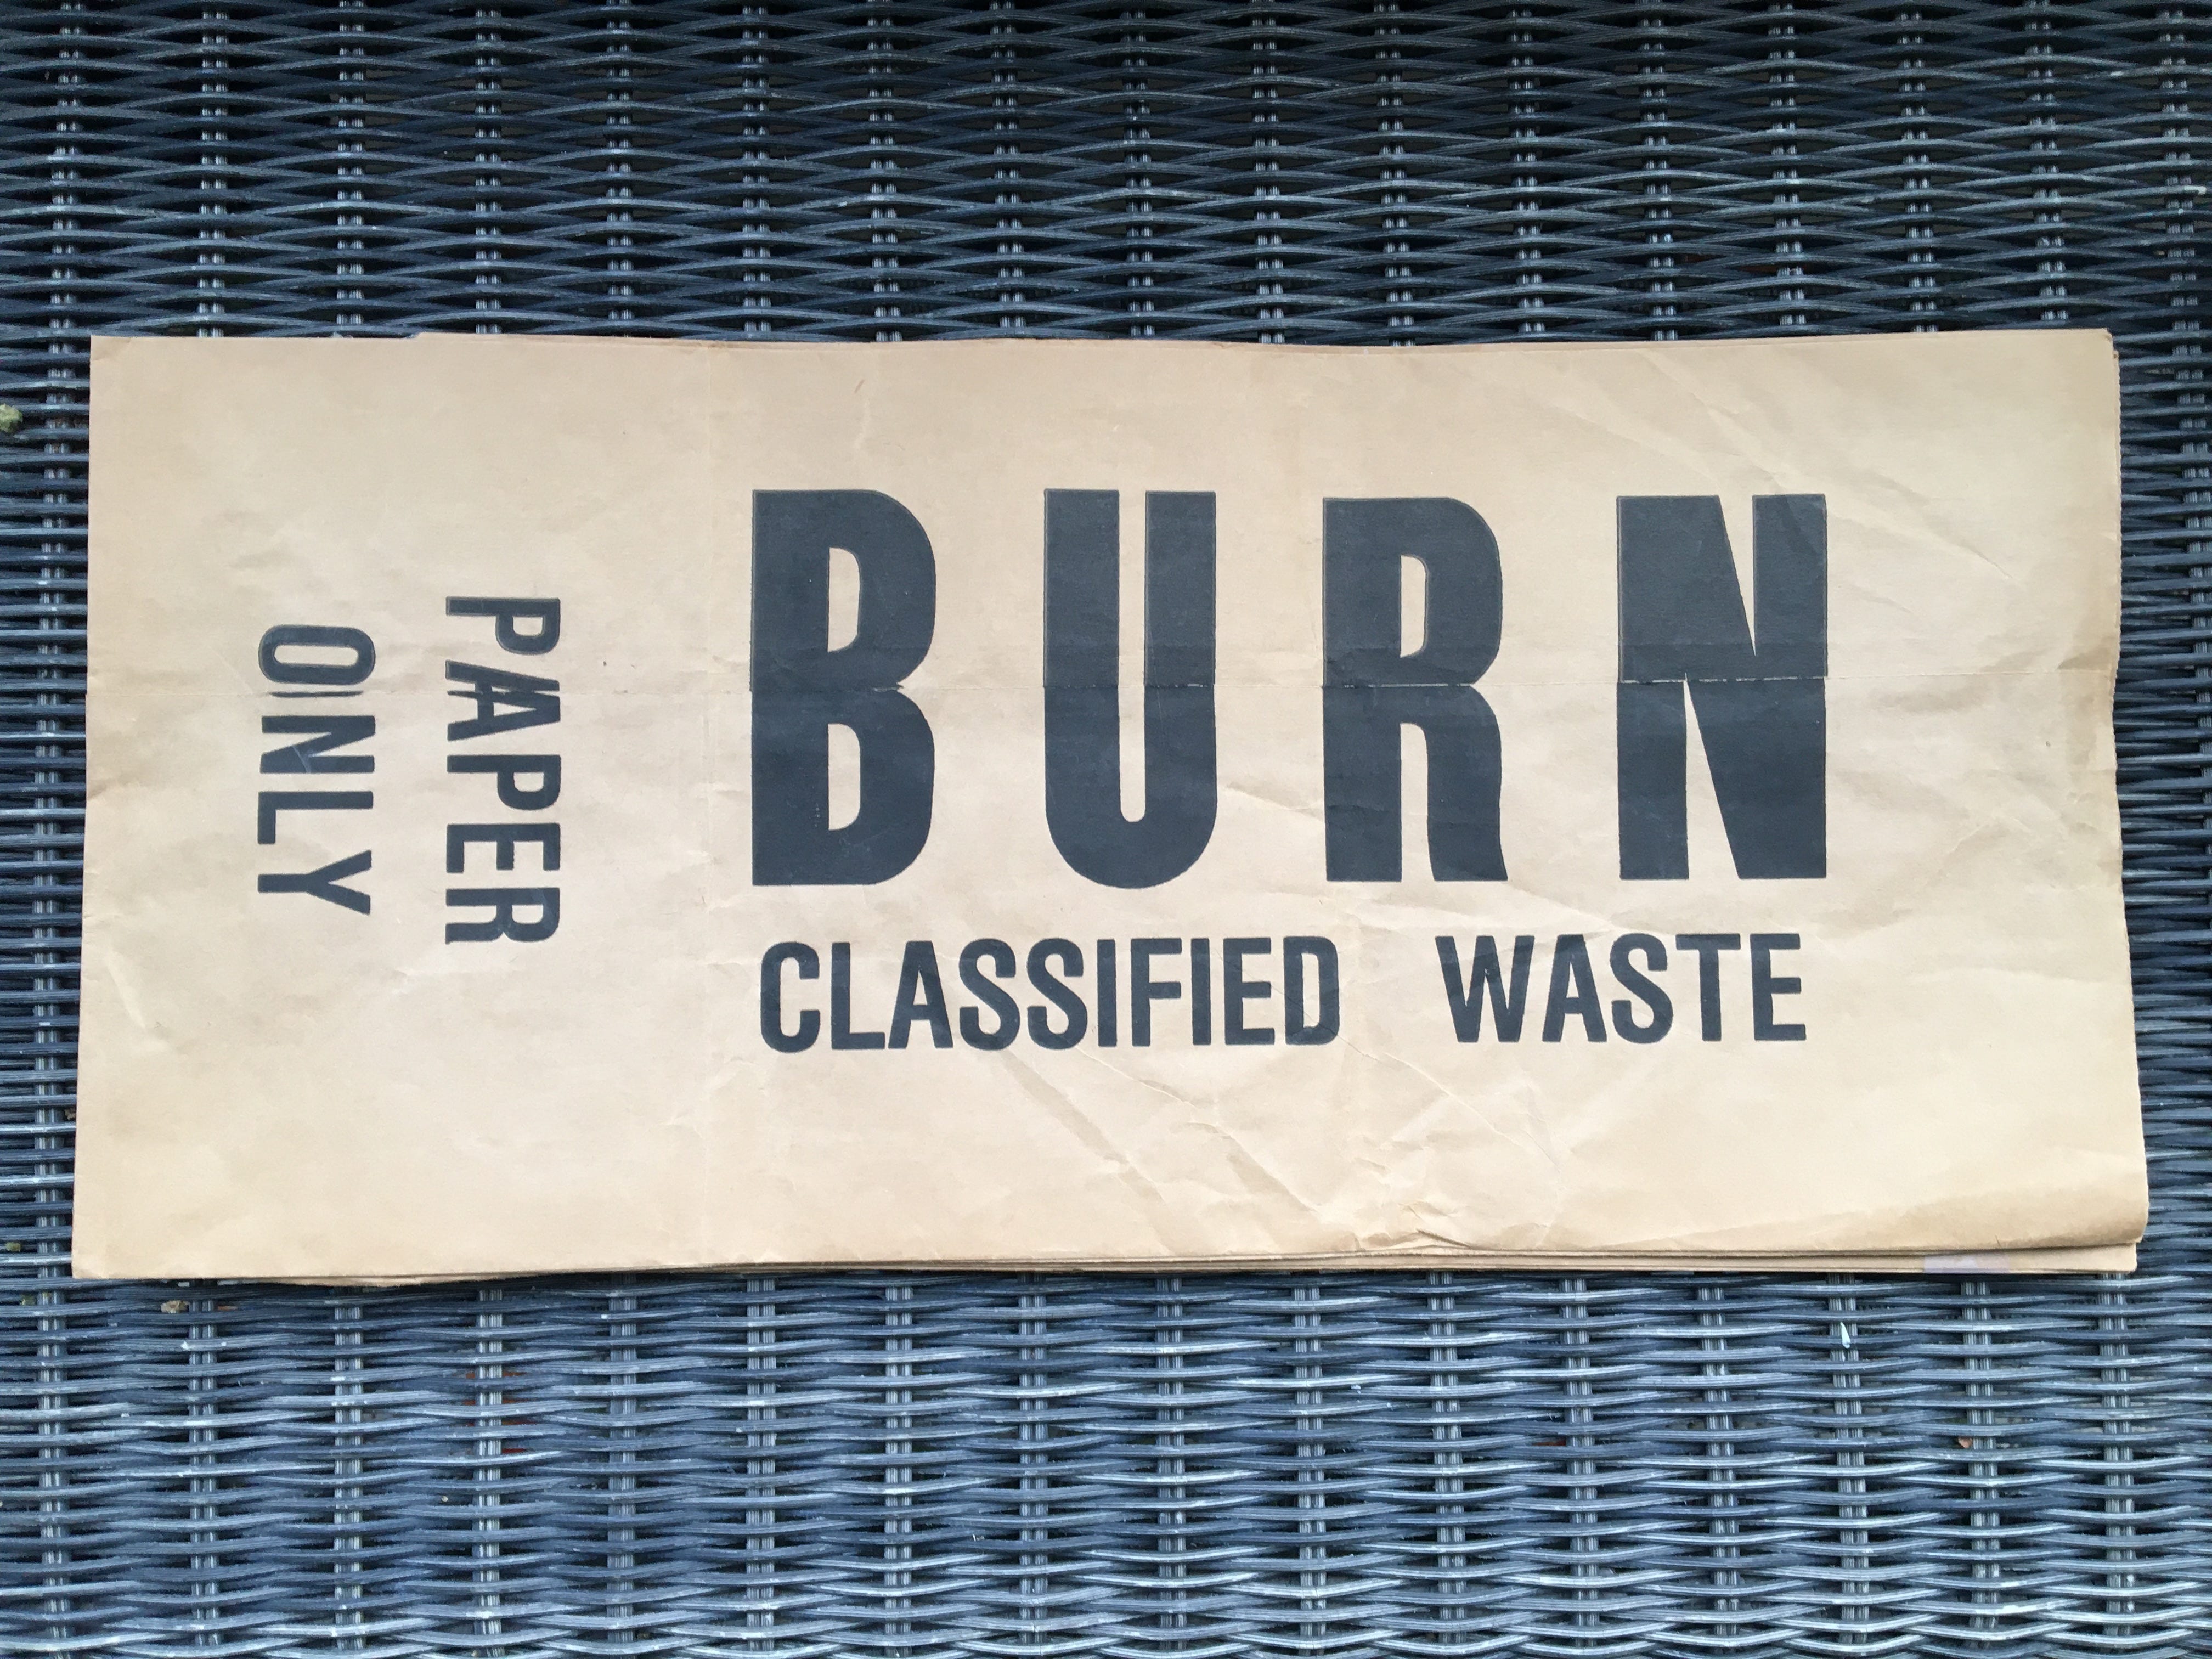 BURN
CLASSIFIED WASTE
PAPER
ONLY